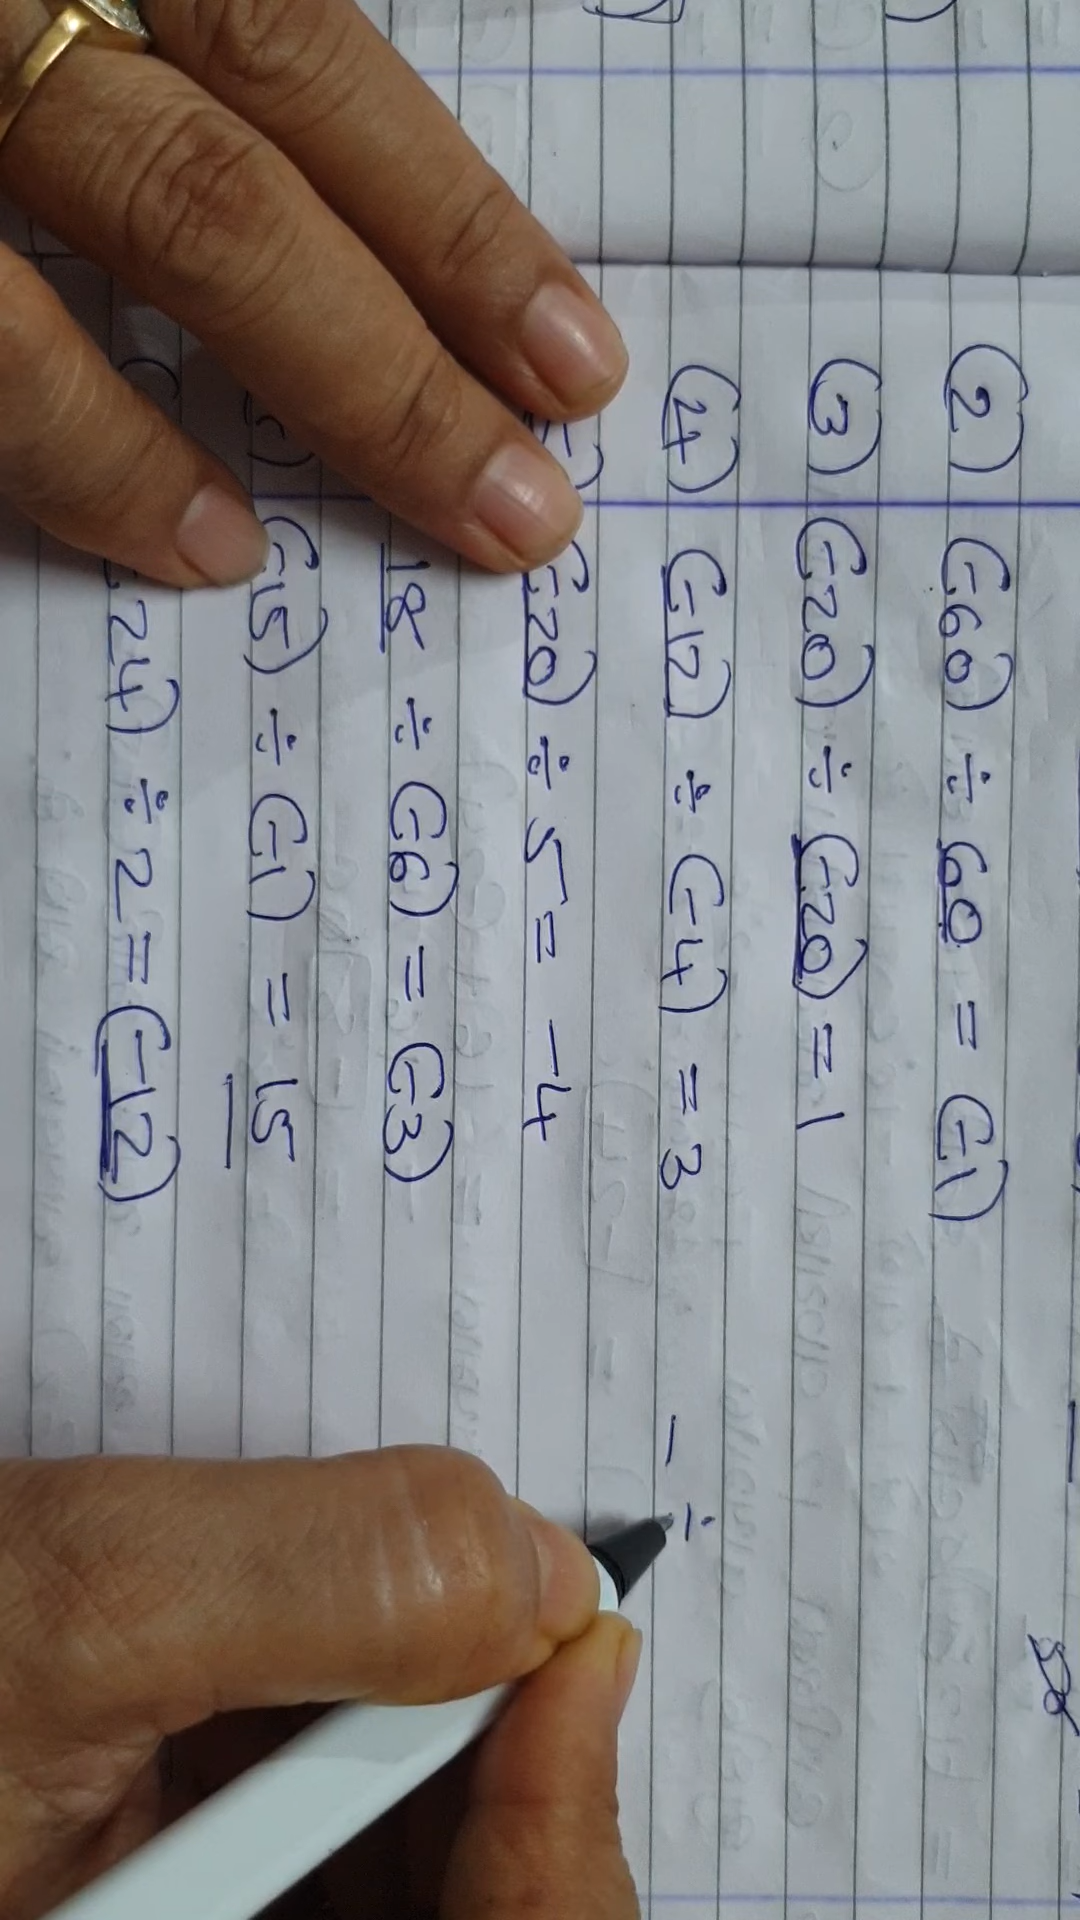 (2) (-60) ÷ 60 = (-1)
(3) (-20) ÷ (-20) = 1
(4) (-12) ÷ (-4) = 3 - ÷
(-20) ÷ 5 = -4
18 ÷ (-6) = (-3)
(-15) ÷ (-1) = 15
-24) ÷ 2 = (-12)